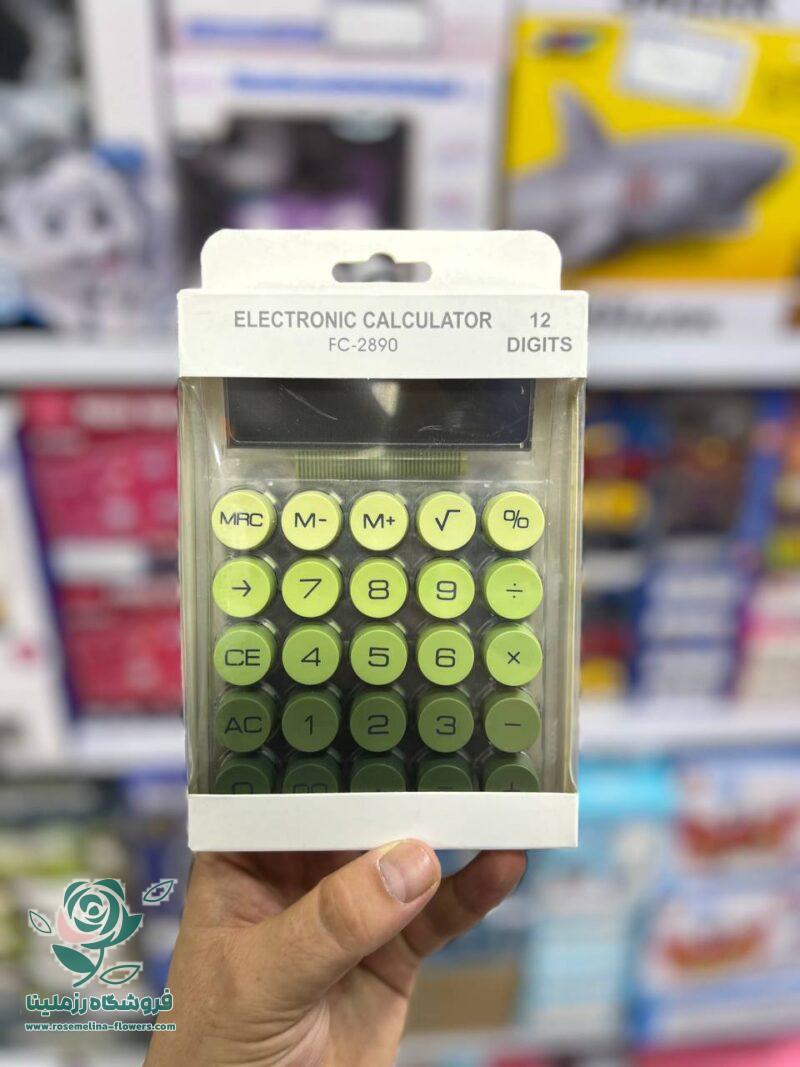 ELECTRONIC CALCULATOR
FC-2890
12
DIGITS
MRC M- M+ √ %
→ 7 8 9 ÷
CE 4 5 6 ×
AC 1 2 3 −
فروشگاه رزملینا
www.rosemelina-flowers.com